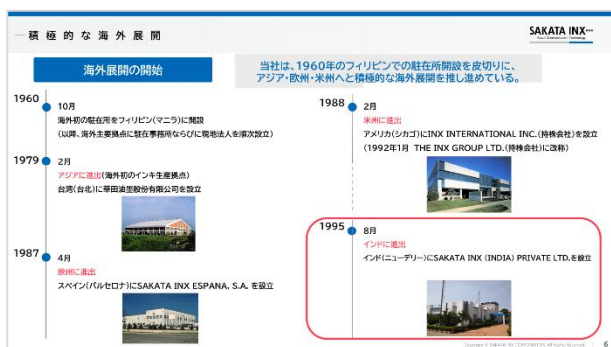 積極的な海外展開
SAKATA INX
海外展開の開始
当社は、1960年のフィリピンでの駐在所開設を皮切りに、
アジア・欧州・米州へと積極的な海外展開を推し進めている。
1960
10月
海外初の駐在所をフィリピン(マニラ)に開設
(以降、海外主要拠点に駐在事務所ならびに現地法人を順次設立)
1979
2月
アジアに進出(海外初のインキ生産拠点)
台湾(台北)に華田油墨股份有限公司を設立
1987
4月
欧州に進出
スペイン(バルセロナ)にSAKATA INX ESPANA, S.A. を設立
1988
2月
米州に進出
アメリカ(シカゴ)にINX INTERNATIONAL INC.(持株会社)を設立
(1992年1月 THE INX GROUP LTD.(持株会社)に改称)
1995
8月
インドに進出
インド(ニューデリー)にSAKATA INX (INDIA) PRIVATE LTD.を設立
Copyright © SAKATA INX CORPORATION All Rights Reserved.
6